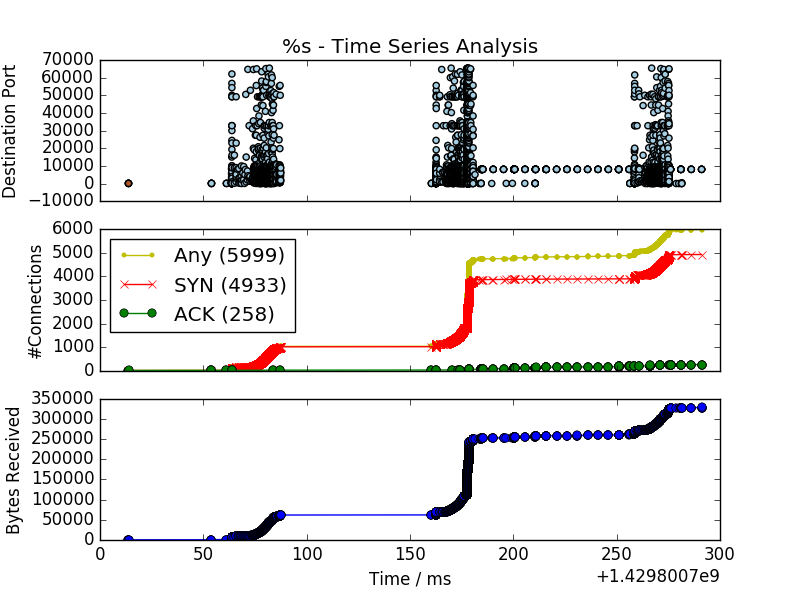 %s - Time Series Analysis
Destination Port
70000
60000
50000
40000
30000
20000
10000
0
−10000
#Connections
6000
5000
4000
3000
2000
1000
0
Any (5999)
SYN (4933)
ACK (258)
Bytes Received
350000
300000
250000
200000
150000
100000
50000
0
0 50 100 150 200 250 300
Time / ms
+1.4298007e9